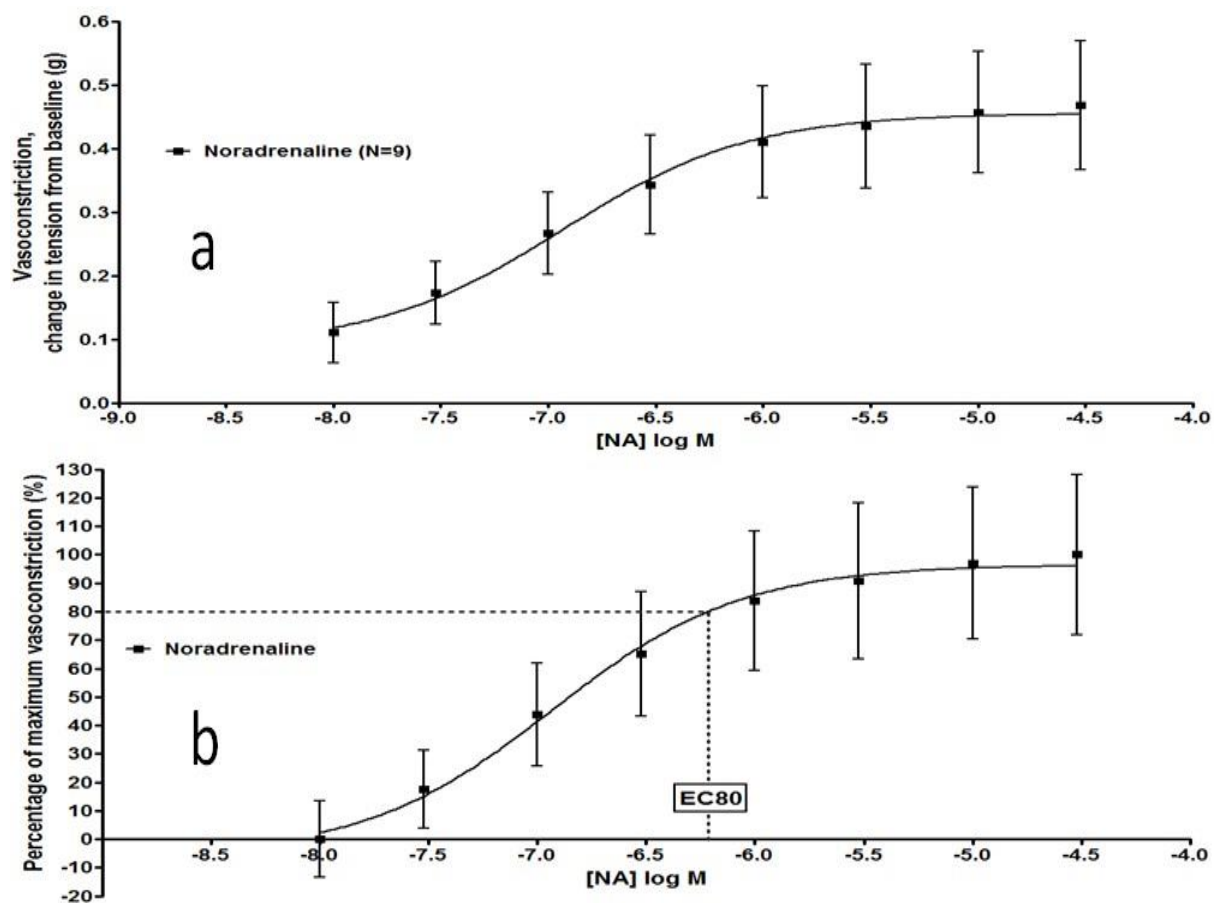 0.6
0.5
0.4
0.3
0.2
0.1
0.0
Vasoconstriction,
change in tension from baseline (g)
Noradrenaline (N=9)
a
-9.0 -8.5 -8.0 -7.5 -7.0 -6.5 -6.0 -5.5 -5.0 -4.5 -4.0
[NA] log M
130
120
110
100
90
80
70
60
50
40
30
20
10
0
-10
-20
Percentage of maximum vasoconstriction (%)
Noradrenaline
b
EC80
-8.5 -8.0 -7.5 -7.0 -6.5 -6.0 -5.5 -5.0 -4.5 -4.0
[NA] log M